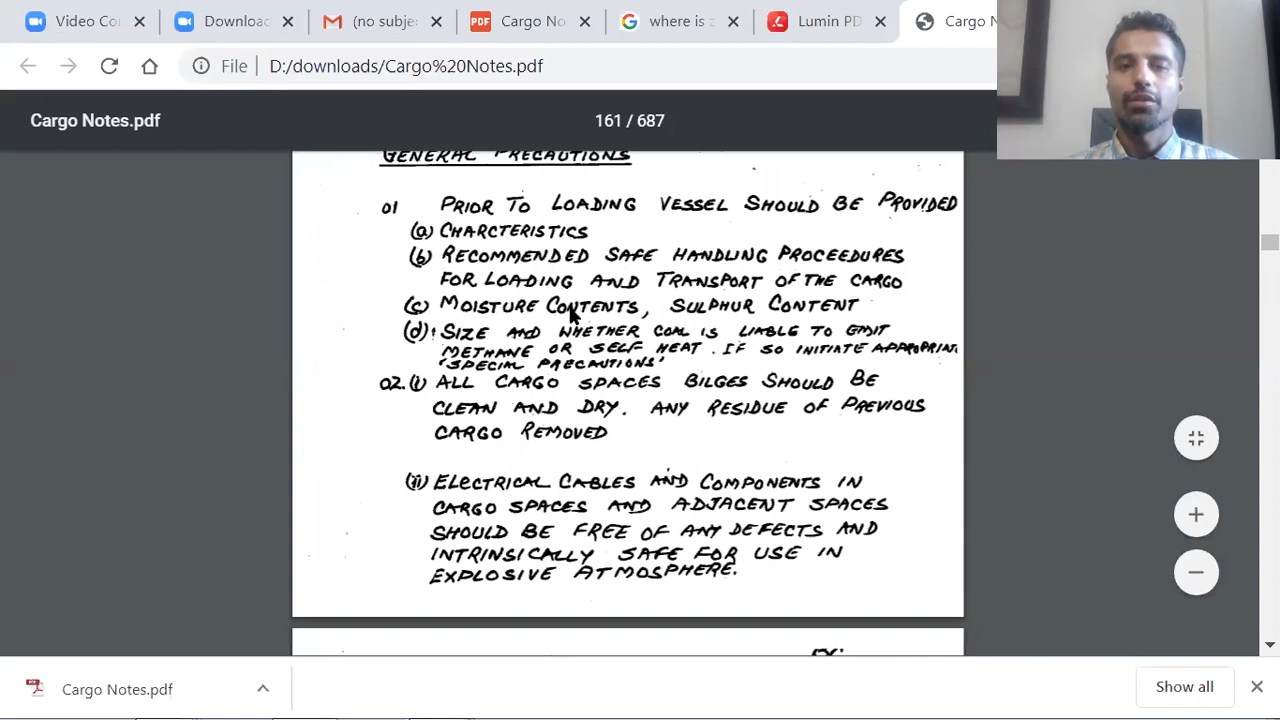 Video Co
Downloa
(no subje
Cargo No
where is z
Lumin PD
Cargo N
File D:/downloads/Cargo%20Notes.pdf
Cargo Notes.pdf
161 / 687
GENERAL PRECAUTIONS
01 PRIOR TO LOADING VESSEL SHOULD BE PROVIDED
(a) CHARCTERISTICS
(b) RECOMMENDED SAFE HANDLING PROCEEDURES
FOR LOADING AND TRANSPORT OF THE CARGO
(c) MOISTURE CONTENTS, SULPHUR CONTENT
(d) SIZE AND WHETHER COAL IS LIABLE TO EMIT
METHANE OR SELF HEAT. IF SO INITIATE APPROPRIA
'SPECIAL PRECAUTIONS'
02. (i) ALL CARGO SPACES BILGES SHOULD BE
CLEAN AND DRY. ANY RESIDUE OF PREVIOUS
CARGO REMOVED
(ii) ELECTRICAL CABLES AND COMPONENTS IN
CARGO SPACES AND ADJACENT SPACES
SHOULD BE FREE OF ANY DEFECTS AND
INTRINSICALLY SAFE FOR USE IN
EXPLOSIVE ATMOSPHERE.
Cargo Notes.pdf
Show all